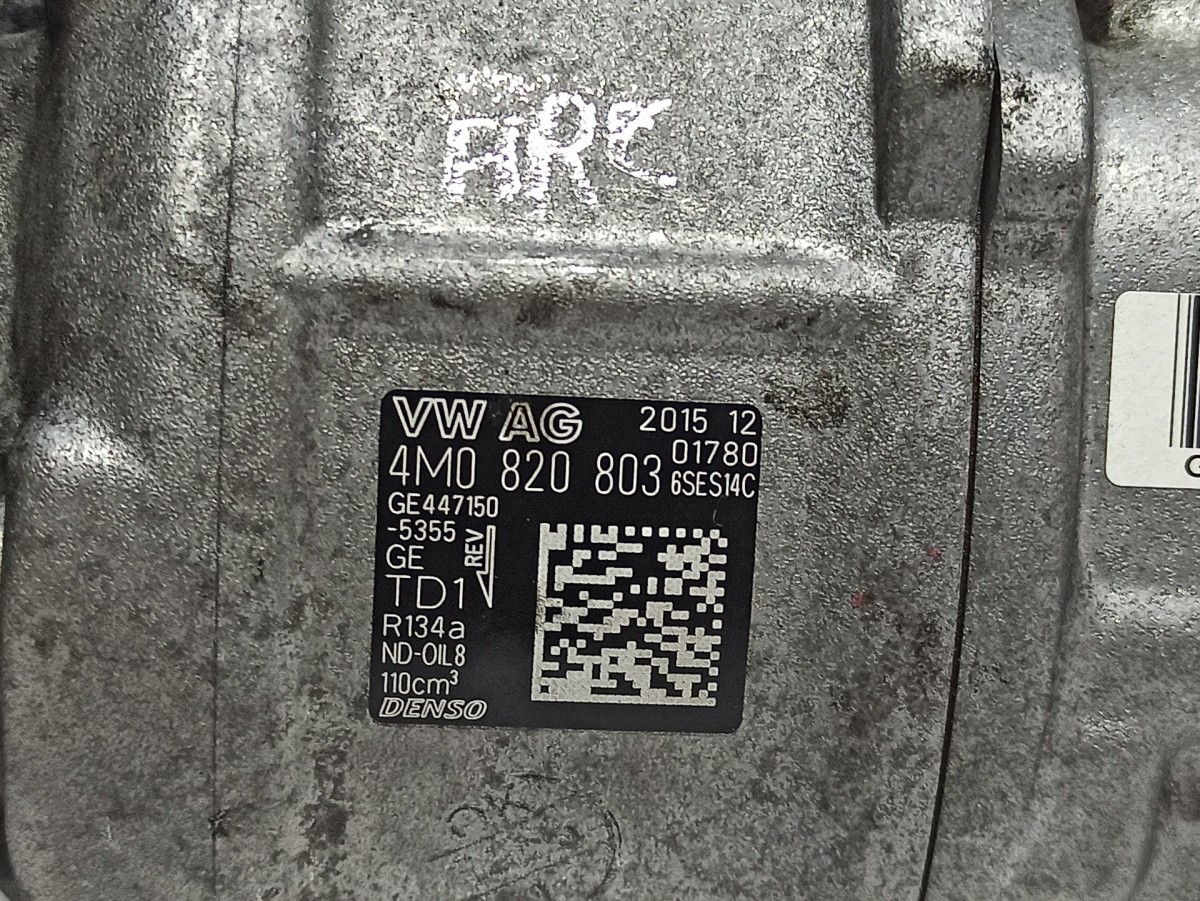 VW AG 2015 12
01780
4M0 820 803 6SES14C
GE447150
-5355
REV
GE
TD1
R134a
ND-OIL8
110cm³
DENSO